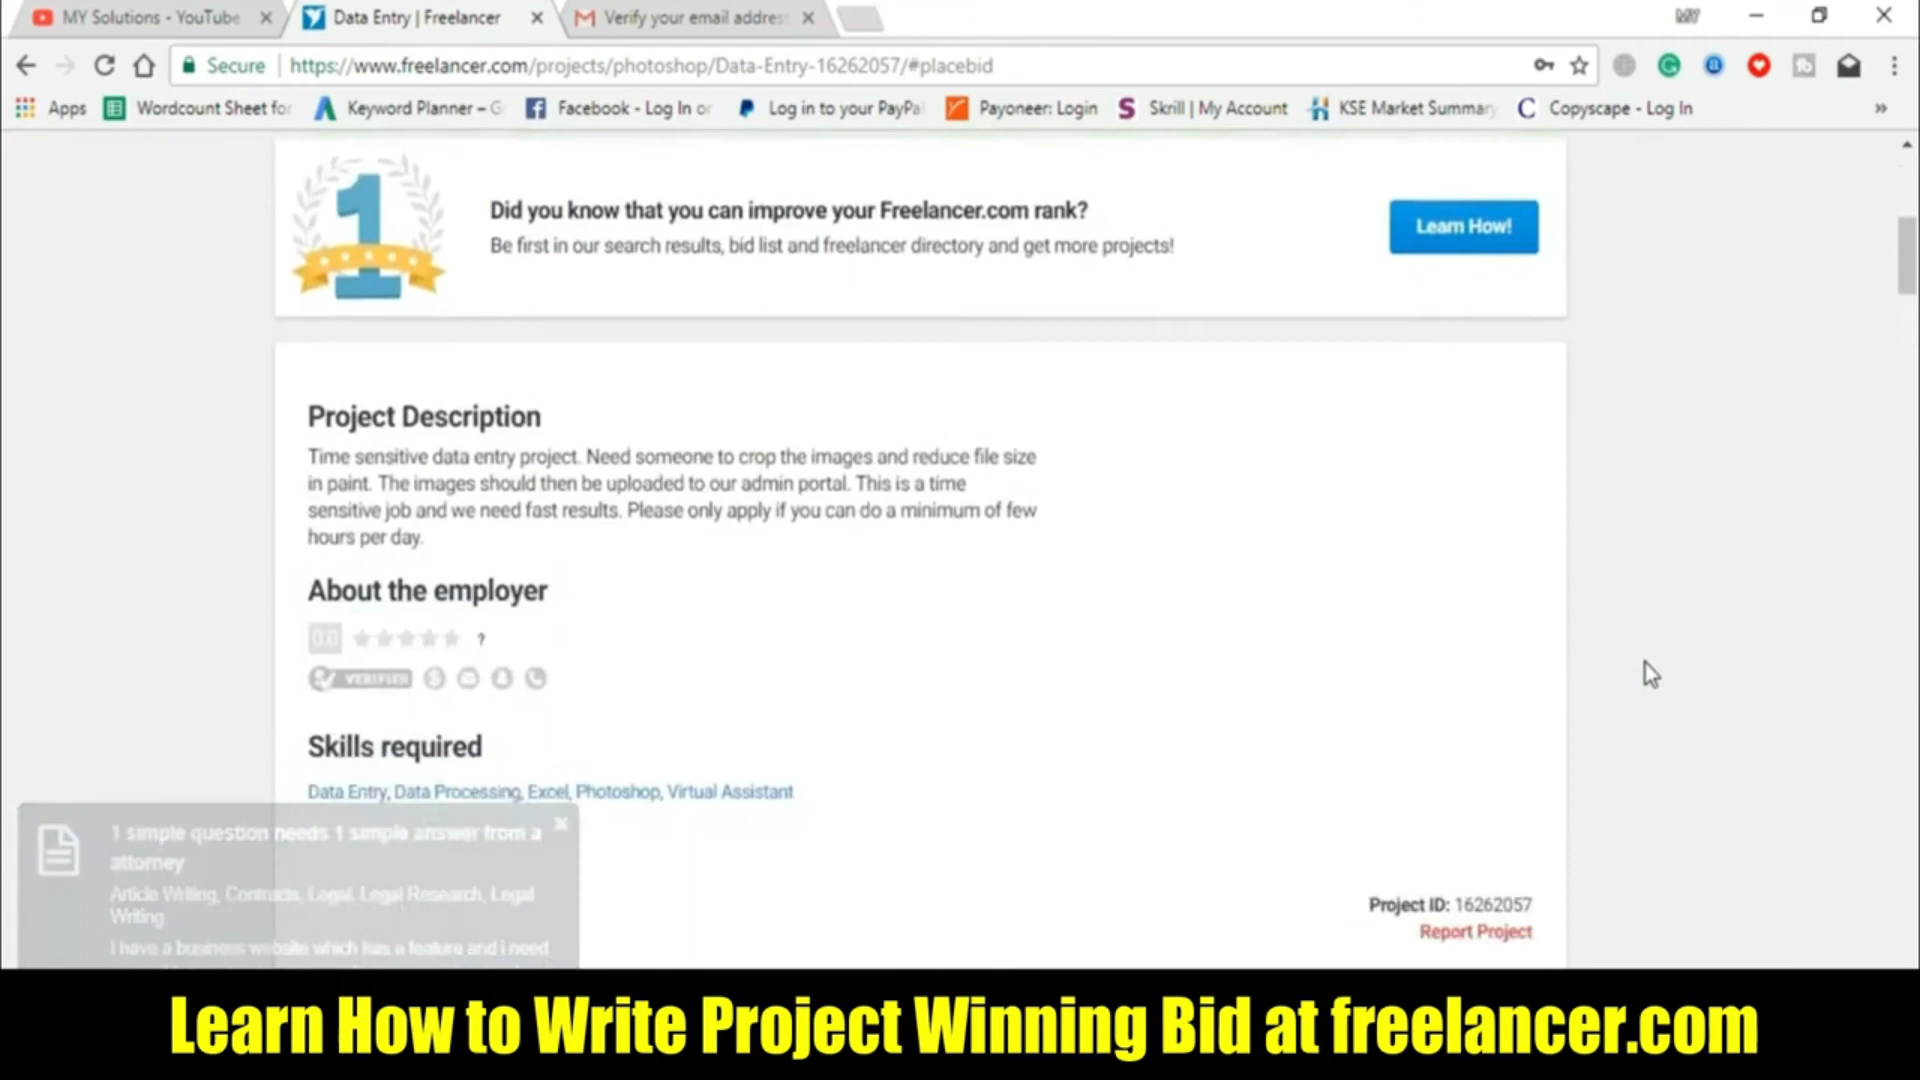 MY Solutions - YouTube
Data Entry | Freelancer
Verify your email address
MY
Secure
https://www.freelancer.com/projects/photoshop/Data-Entry-16262057/#placebid
Apps
Wordcount Sheet for
Keyword Planner – G
Facebook - Log In or
Log in to your PayPa
Payoneer: Login
Skrill | My Account
KSE Market Summary
Copyscape - Log In
»
1
Did you know that you can improve your Freelancer.com rank?
Be first in our search results, bid list and freelancer directory and get more projects!
Learn How!
Project Description
Time sensitive data entry project. Need someone to crop the images and reduce file size
in paint. The images should then be uploaded to our admin portal. This is a time
sensitive job and we need fast results. Please only apply if you can do a minimum of few
hours per day.
About the employer
0.0
?
VERIFIED
Skills required
Data Entry, Data Processing, Excel, Photoshop, Virtual Assistant
1 simple question needs 1 simple answer from a
attorney
Article Writing, Contracts, Legal, Legal Research, Legal
Writing
I have a business website which has a feature and i need
Project ID: 16262057
Report Project
Learn How to Write Project Winning Bid at freelancer.com